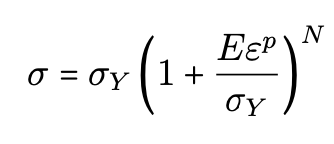 σ = σ_Y (1 + Eε^p / σ_Y)^N